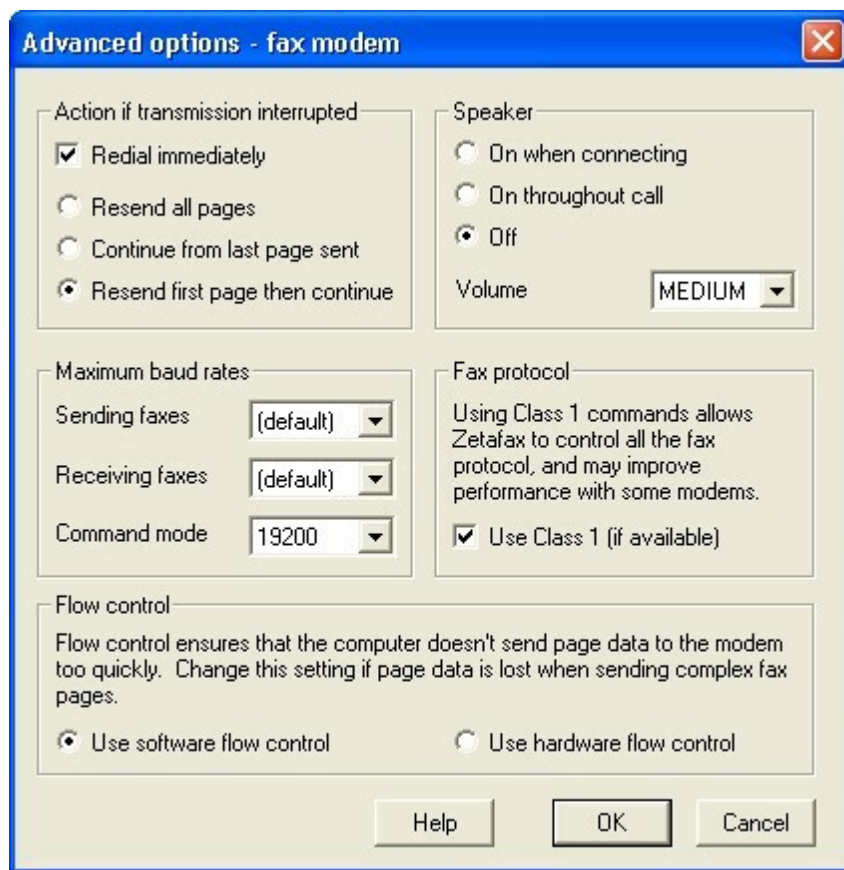 Advanced options - fax modem
Action if transmission interrupted
Redial immediately
Resend all pages
Continue from last page sent
Resend first page then continue
Speaker
On when connecting
On throughout call
Off
Volume MEDIUM
Maximum baud rates
Sending faxes (default)
Receiving faxes (default)
Command mode 19200
Fax protocol
Using Class 1 commands allows
Zetafax to control all the fax
protocol, and may improve
performance with some modems.
Use Class 1 (if available)
Flow control
Flow control ensures that the computer doesn't send page data to the modem
too quickly.  Change this setting if page data is lost when sending complex fax
pages.
Use software flow control
Use hardware flow control
Help
OK
Cancel